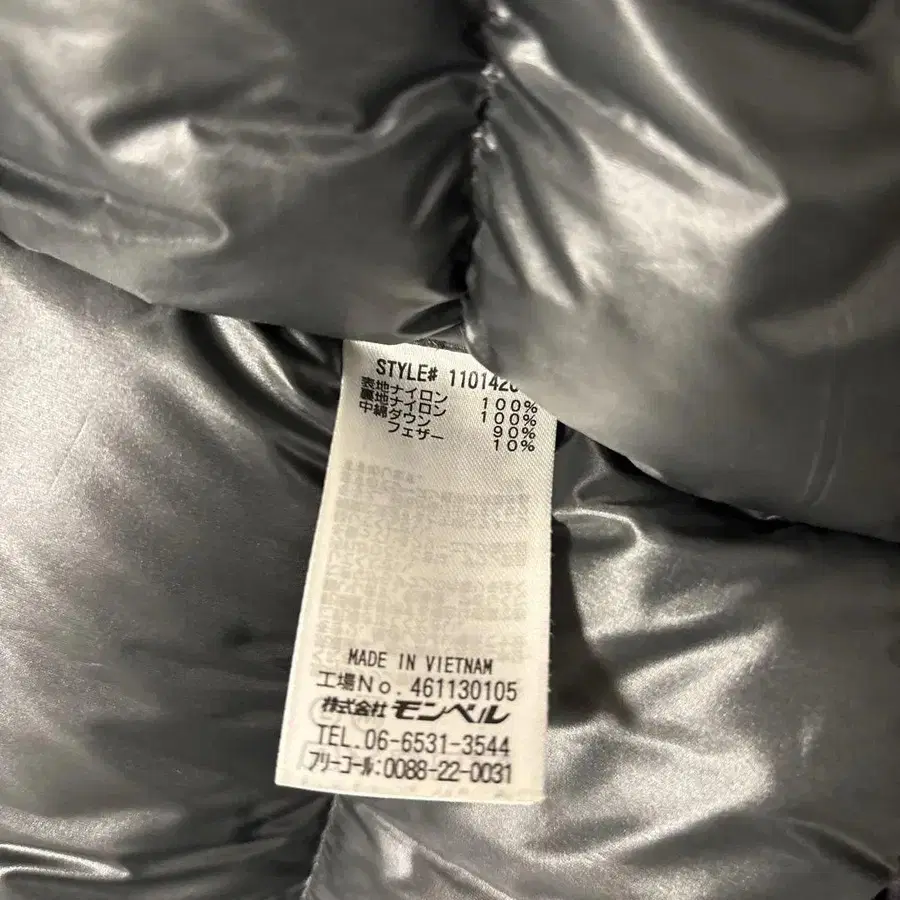 STYLE# 110142
表地ナイロン 100%
裏地ナイロン 100%
中綿ダウン 90%
フェザー 10%
MADE IN VIETNAM
工場No. 461130105
株式会社 モンベル
TEL.06-6531-3544
フリーコール:0088-22-0031